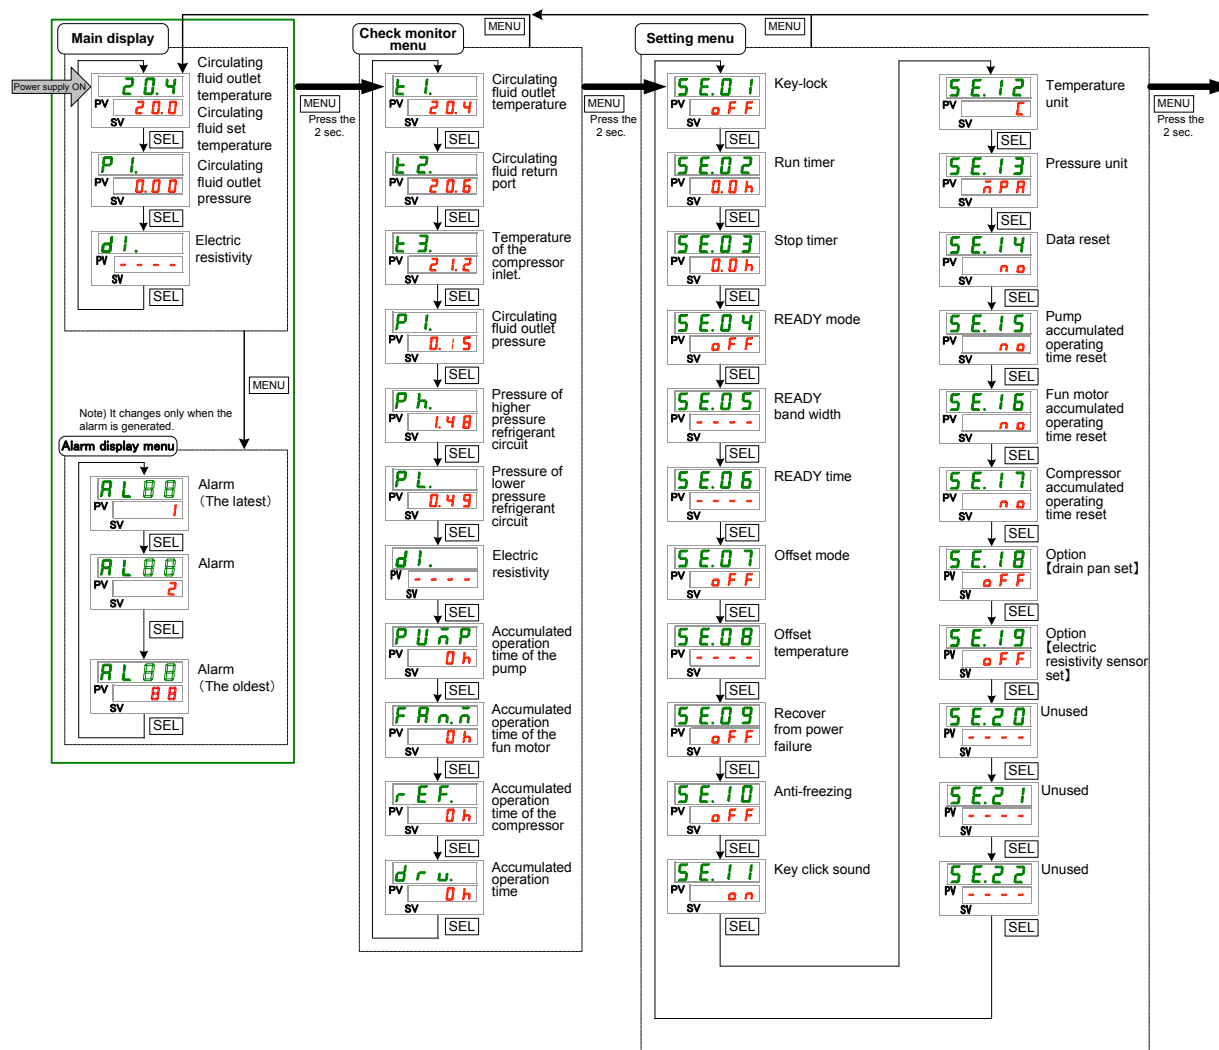 MENU
MENU
Main display
Power supply ON
20.4
PV
20.0
SV
Circulating
fluid outlet
temperature
Circulating
fluid set
temperature
SEL
P 1.
PV
0.00
SV
Circulating
fluid outlet
pressure
SEL
d1.
PV
- - - -
SV
Electric
resistivity
SEL
MENU
Note) It changes only when the
alarm is generated.
Alarm display menu
AL88
PV
1
SV
Alarm
(The latest)
SEL
AL88
PV
2
SV
Alarm
SEL
AL88
PV
88
SV
Alarm
(The oldest)
SEL
MENU
Press the
2 sec.
Check monitor
menu
t 1.
PV
20.4
SV
Circulating
fluid outlet
temperature
SEL
t 2.
PV
20.6
SV
Circulating
fluid return
port
SEL
t 3.
PV
21.2
SV
Temperature
of the
compressor
inlet.
SEL
P 1.
PV
0.15
SV
Circulating
fluid outlet
pressure
SEL
Ph.
PV
1.48
SV
Pressure of
higher
pressure
refrigerant
circuit
SEL
PL.
PV
0.49
SV
Pressure of
lower
pressure
refrigerant
circuit
SEL
d1.
PV
- - - -
SV
Electric
resistivity
SEL
PUmP
PV
0h
SV
Accumulated
operation
time of the
pump
SEL
FAn.m
PV
0h
SV
Accumulated
operation
time of the
fun motor
SEL
rEF.
PV
0h
SV
Accumulated
operation
time of the
compressor
SEL
dru.
PV
0h
SV
Accumulated
operation
time
SEL
MENU
Press the
2 sec.
Setting menu
SE.01
PV
oFF
SV
Key-lock
SEL
SE.02
PV
0.0h
SV
Run timer
SEL
SE.03
PV
0.0h
SV
Stop timer
SEL
SE.04
PV
oFF
SV
READY mode
SEL
SE.05
PV
- - - -
SV
READY
band width
SEL
SE.06
PV
- - - -
SV
READY time
SEL
SE.07
PV
oFF
SV
Offset mode
SEL
SE.08
PV
- - - -
SV
Offset
temperature
SEL
SE.09
PV
oFF
SV
Recover
from power
failure
SEL
SE.10
PV
oFF
SV
Anti-freezing
SEL
SE.11
PV
on
SV
Key click sound
SEL
SE.12
PV
C
SV
Temperature
unit
SEL
SE.13
PV
mPA
SV
Pressure unit
SEL
SE.14
PV
no
SV
Data reset
SEL
SE.15
PV
no
SV
Pump
accumulated
operating
time reset
SEL
SE.16
PV
no
SV
Fun motor
accumulated
operating
time reset
SEL
SE.17
PV
no
SV
Compressor
accumulated
operating
time reset
SEL
SE.18
PV
oFF
SV
Option
【drain pan set】
SEL
SE.19
PV
oFF
SV
Option
【electric
resistivity sensor
set】
SEL
SE.20
PV
- - - -
SV
Unused
SEL
SE.21
PV
- - - -
SV
Unused
SEL
SE.22
PV
- - - -
SV
Unused
SEL
MENU
Press the
2 sec.